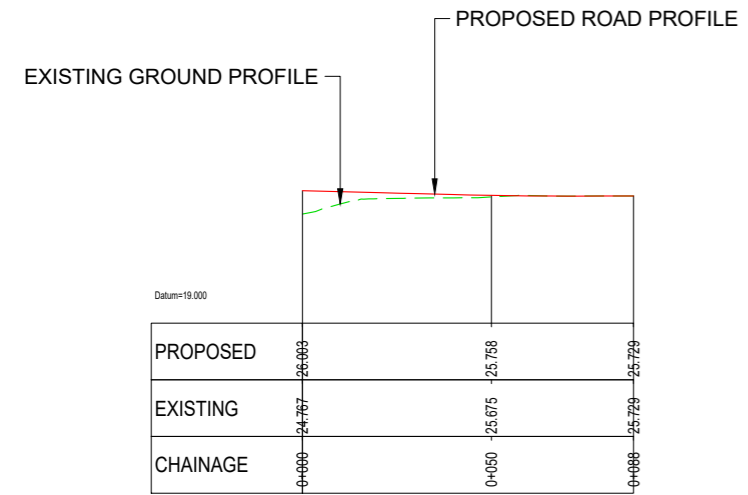 PROPOSED ROAD PROFILE
EXISTING GROUND PROFILE
Datum=19.000
PROPOSED 26.003 25.758 25.729
EXISTING 24.767 25.675 25.729
CHAINAGE 0+000 0+050 0+088